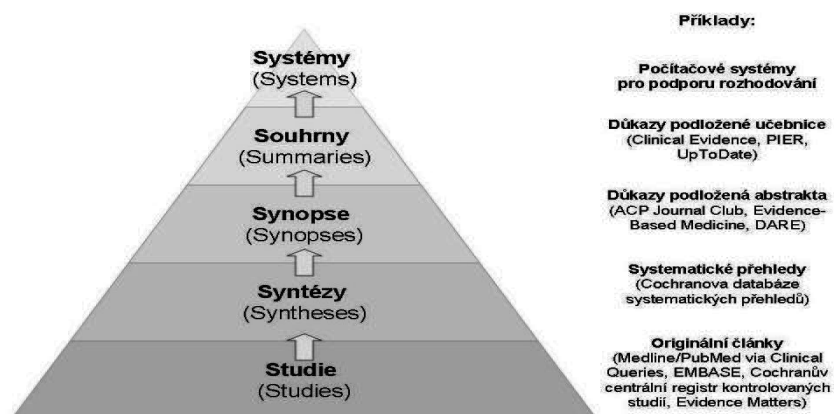 Příklady:
Systémy
(Systems)
Počítačové systémy
pro podporu rozhodování
Souhrny
(Summaries)
Důkazy podložené učebnice
(Clinical Evidence, PIER,
UpToDate)
Synopse
(Synopses)
Důkazy podložená abstrakta
(ACP Journal Club, Evidence-
Based Medicine, DARE)
Syntézy
(Syntheses)
Systematické přehledy
(Cochranova databáze
systematických přehledů)
Studie
(Studies)
Originální články
(Medline/PubMed via Clinical
Queries, EMBASE, Cochranův
centrální registr kontrolovaných
studií, Evidence Matters)